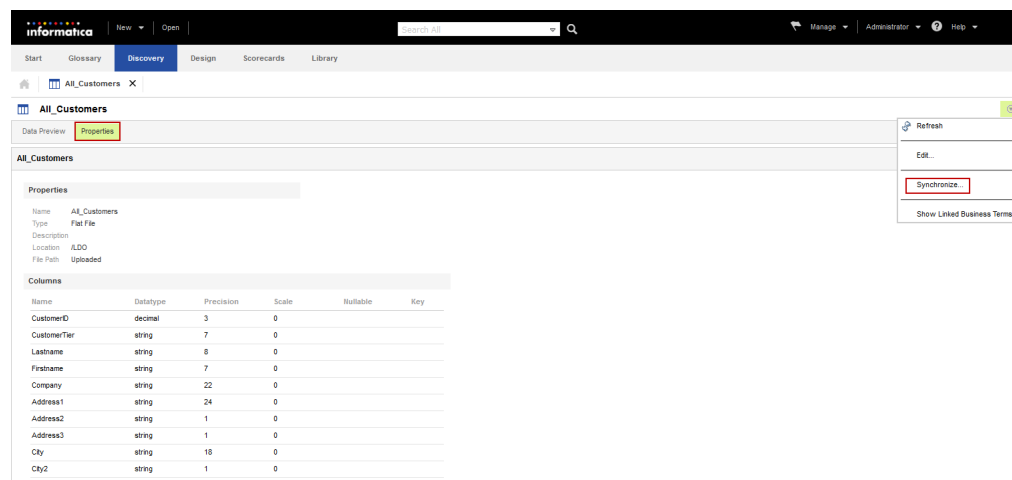 informatica New Open Search All Manage Administrator ? Help
Start Glossary Discovery Design Scorecards Library
All_Customers X
All_Customers
Data Preview Properties
Refresh
Edit...
Synchronize...
Show Linked Business Terms
All_Customers
Properties
Name All_Customers
Type Flat File
Description
Location /LDO
File Path Uploaded
Columns
Name Datatype Precision Scale Nullable Key
CustomerID decimal 3 0
CustomerTier string 7 0
Lastname string 8 0
Firstname string 7 0
Company string 22 0
Address1 string 24 0
Address2 string 1 0
Address3 string 1 0
City string 18 0
City2 string 1 0